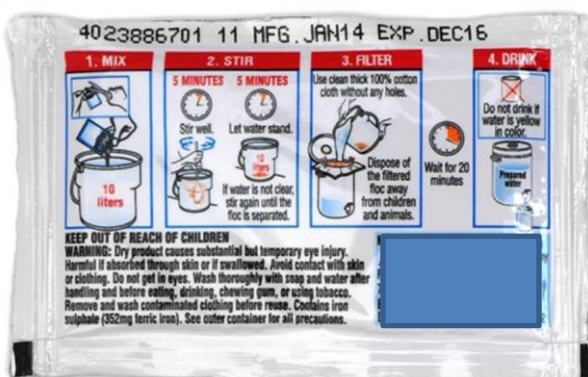 4023886701 11 MFG.JAN14 EXP.DEC16
1. MIX
10
liters
2. STIR
5 MINUTES 5 MINUTES
Stir well. Let water stand.
10
liters
If water is not clear,
stir again until the
floc is separated.
3. FILTER
Use clean thick 100% cotton
cloth without any holes.
Dispose of
the filtered
floc away
from children
and animals.
Wait for 20
minutes
4. DRINK
Do not drink if
water is yellow
in color.
Prepared
water
KEEP OUT OF REACH OF CHILDREN
WARNING: Dry product causes substantial but temporary eye injury.
Harmful if absorbed through skin or if swallowed. Avoid contact with skin
or clothing. Do not get in eyes. Wash thoroughly with soap and water after
handling and before eating, drinking, chewing gum, or using tobacco.
Remove and wash contaminated clothing before reuse. Contains iron
sulphate (352mg ferric iron). See outer container for all precautions.